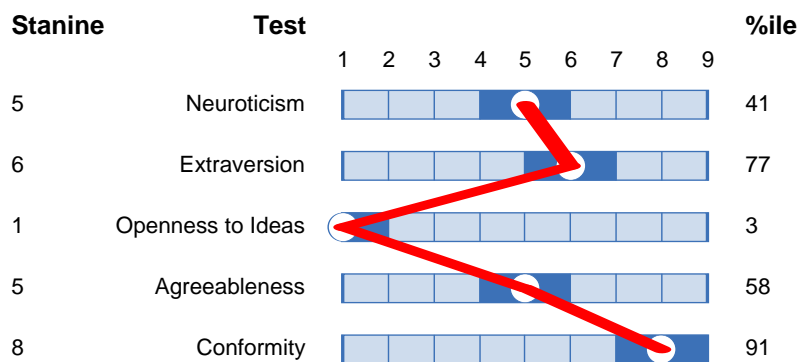 Stanine Test %ile
1 2 3 4 5 6 7 8 9
5 Neuroticism 41
6 Extraversion 77
1 Openness to Ideas 3
5 Agreeableness 58
8 Conformity 91